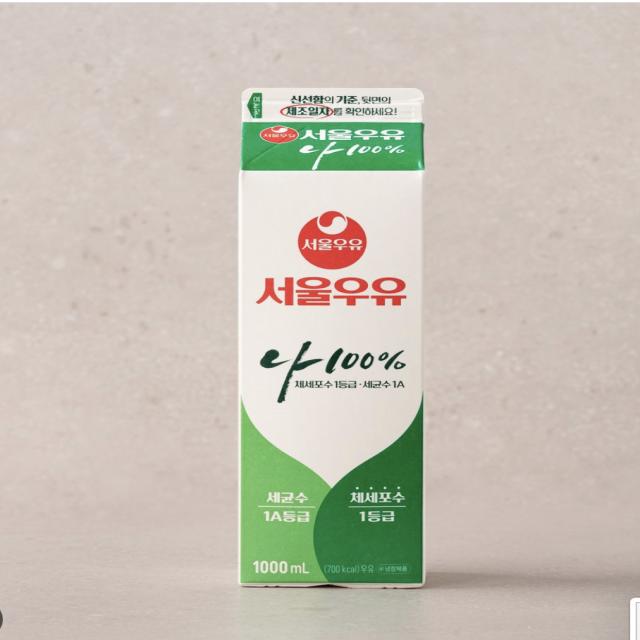 신선함의 기준, 뒷면의
제조일자를 확인하세요!
서울우유
서울우유
나100%
서울우유
서울우유
나100%
체세포수 1등급·세균수 1A
세균수
1A등급
체세포수
1등급
1000 mL
(700 kcal) 우유
냉장제품